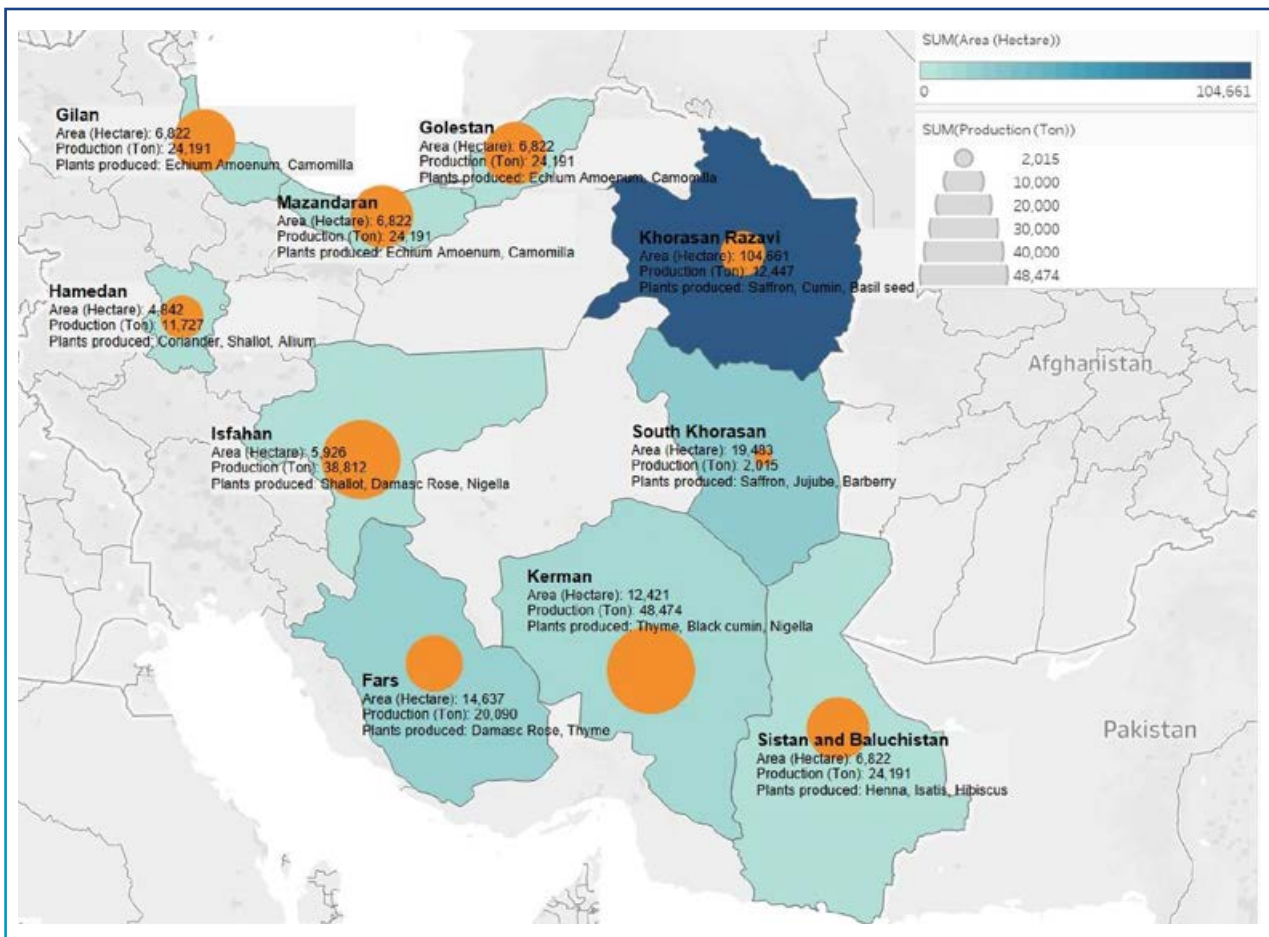 SUM(Area (Hectare))
0 104,661
SUM(Production (Ton))
2,015
10,000
20,000
30,000
40,000
48,474
Gilan
Area (Hectare): 6,822
Production (Ton): 24,191
Plants produced: Echium Amoenum, Camomilla
Golestan
Area (Hectare): 6,822
Production (Ton): 24,191
Plants produced: Echium Amoenum, Camomilla
Mazandaran
Area (Hectare): 6,822
Production (Ton): 24,191
Plants produced: Echium Amoenum, Camomilla
Khorasan Razavi
Area (Hectare): 104,661
Production (Ton): 12,447
Plants produced: Saffron, Cumin, Basil seed
Hamedan
Area (Hectare): 4,842
Production (Ton): 11,727
Plants produced: Coriander, Shallot, Allium
Afghanistan
Isfahan
Area (Hectare): 5,926
Production (Ton): 38,812
Plants produced: Shallot, Damasc Rose, Nigella
South Khorasan
Area (Hectare): 19,483
Production (Ton): 2,015
Plants produced: Saffron, Jujube, Barberry
Kerman
Area (Hectare): 12,421
Production (Ton): 48,474
Plants produced: Thyme, Black cumin, Nigella
Fars
Area (Hectare): 14,637
Production (Ton): 20,090
Plants produced: Damasc Rose, Thyme
Pakistan
Sistan and Baluchistan
Area (Hectare): 6,822
Production (Ton): 24,191
Plants produced: Henna, Isatis, Hibiscus